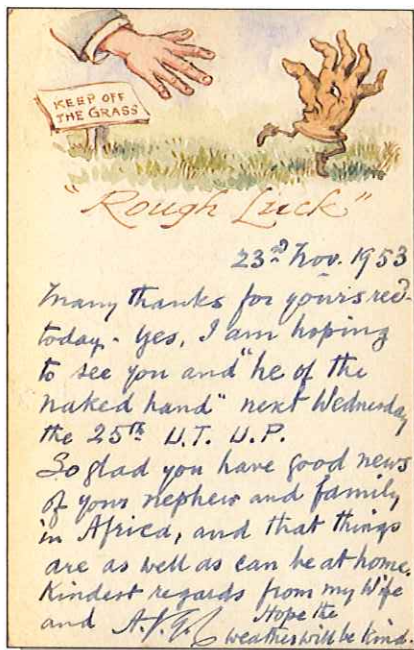 KEEP OFF
THE GRASS
"Rough Luck"
23rd Nov. 1953
Many thanks for yours recd
today. Yes, I am hoping
to see you and "he of the
naked hand" next Wednesday
the 25th D.V. W.P.
So glad you have good news
of your nephew and family
in Africa, and that things
are as well as can be at home.
Kindest regards from my Wife
and
Hope the
weather will be kind.